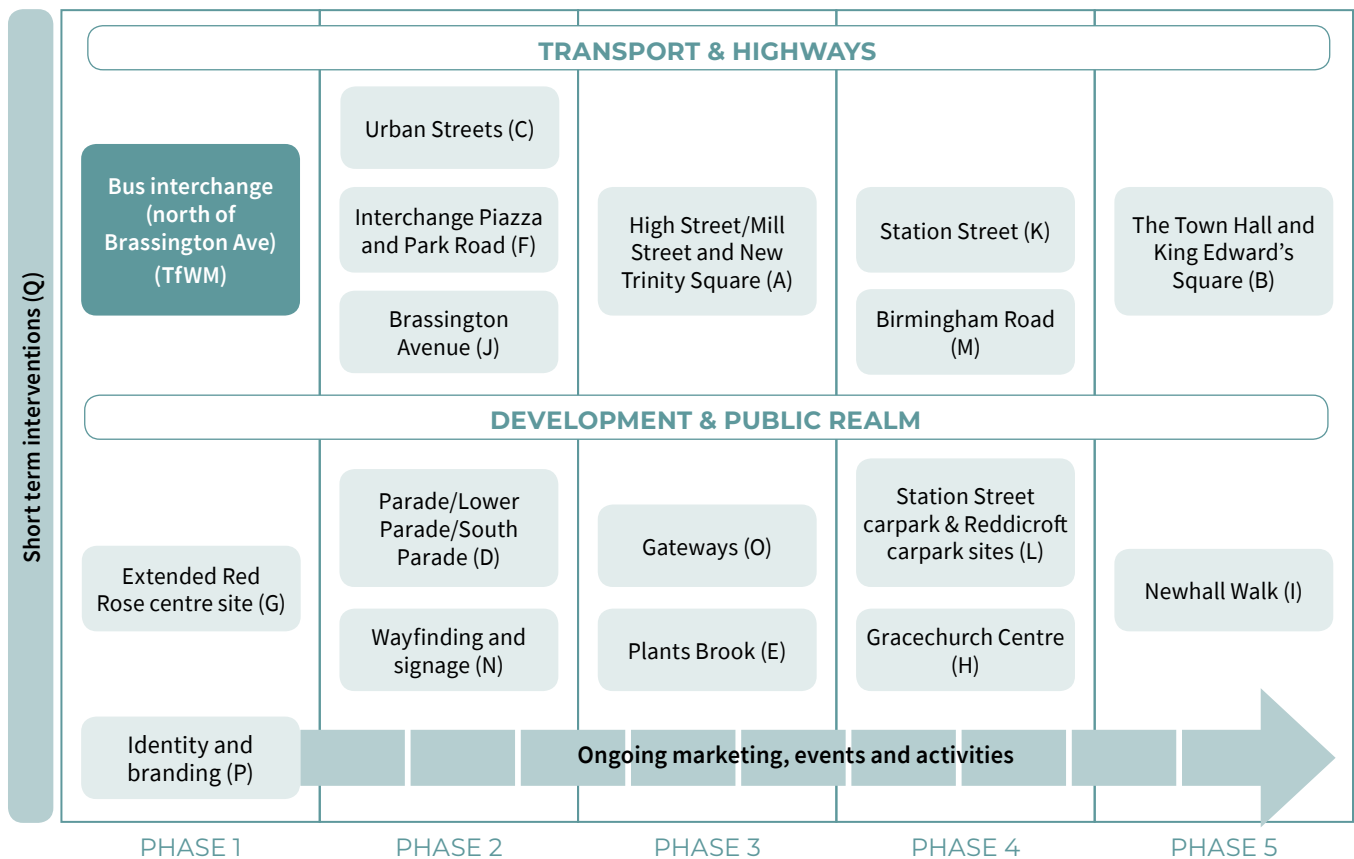 Short term interventions (Q)
TRANSPORT & HIGHWAYS
Bus interchange
(north of
Brassington Ave)
(TfWM)
Urban Streets (C)
Interchange Piazza
and Park Road (F)
Brassington
Avenue (J)
High Street/Mill
Street and New
Trinity Square (A)
Station Street (K)
Birmingham Road
(M)
The Town Hall and
King Edward’s
Square (B)
DEVELOPMENT & PUBLIC REALM
Extended Red
Rose centre site (G)
Parade/Lower
Parade/South
Parade (D)
Wayfinding and
signage (N)
Gateways (O)
Plants Brook (E)
Station Street
carpark & Reddicroft
carpark sites (L)
Gracechurch Centre
(H)
Newhall Walk (I)
Identity and
branding (P)
Ongoing marketing, events and activities
PHASE 1
PHASE 2
PHASE 3
PHASE 4
PHASE 5